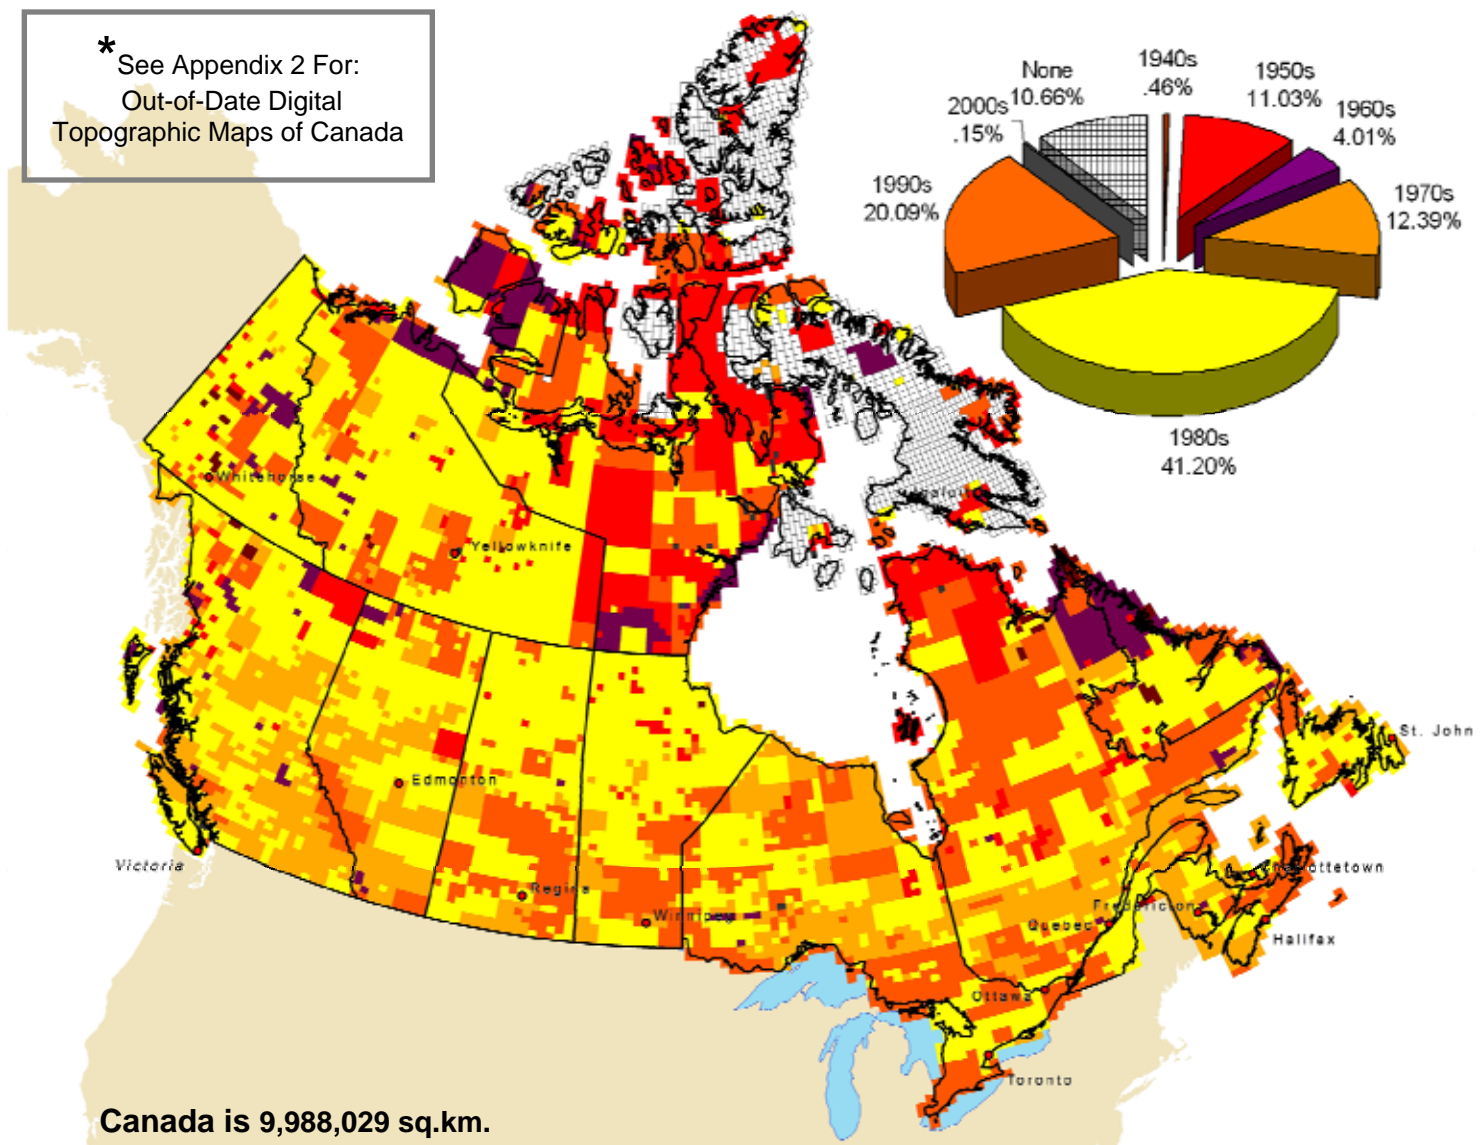 *See Appendix 2 For:
Out-of-Date Digital
Topographic Maps of Canada
None
10.66%
1940s
.46%
1950s
11.03%
1960s
4.01%
1970s
12.39%
1980s
41.20%
1990s
20.09%
2000s
.15%
Whitehorse
Yellowknife
Iqaluit
Edmonton
Victoria
Regina
Winnipeg
St. John
Charlottetown
Fredericton
Quebec
Halifax
Ottawa
Toronto
Canada is 9,988,029 sq.km.